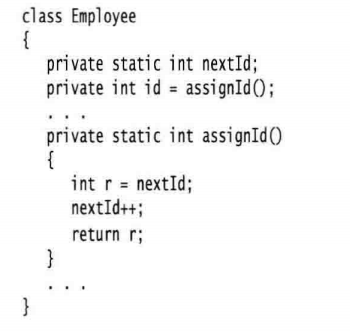 class Employee
{
private static int nextId;
private int id = assignId();
. . .
private static int assignId()
{
int r = nextId;
nextId++;
return r;
}
. . .
}